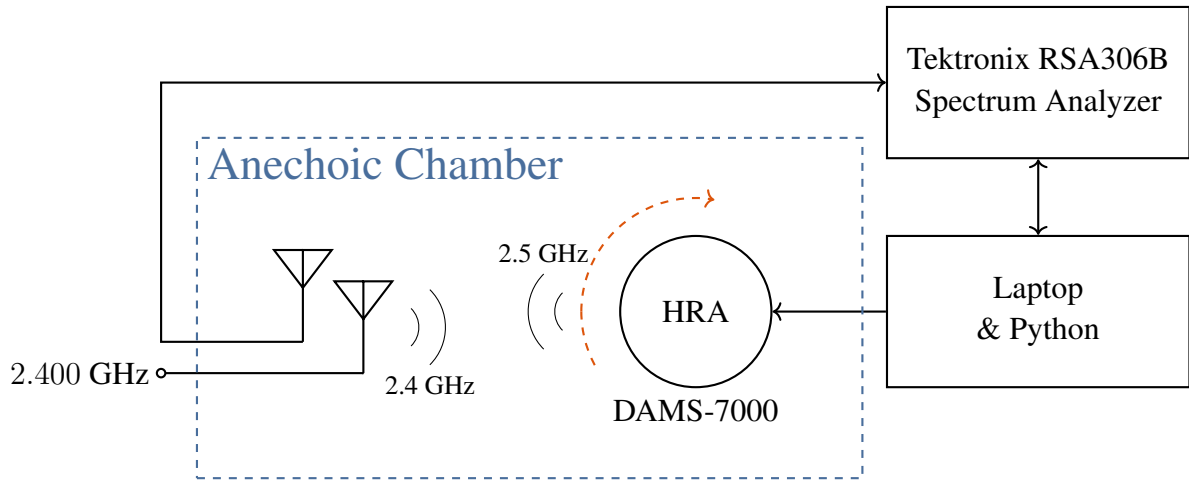 Tektronix RSA306B
Spectrum Analyzer
Anechoic Chamber
2.5 GHz
HRA
Laptop
& Python
2.400 GHz
2.4 GHz
DAMS-7000